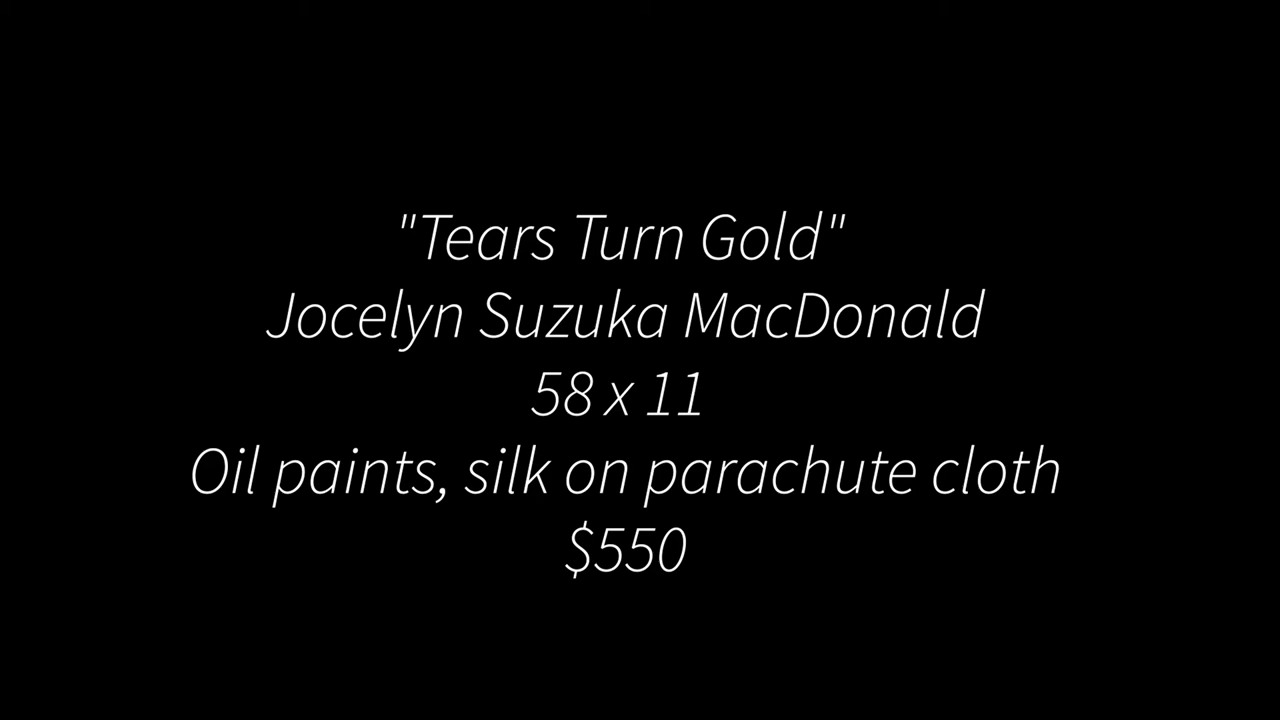 "Tears Turn Gold"
Jocelyn Suzuka MacDonald
58 x 11
Oil paints, silk on parachute cloth
$550